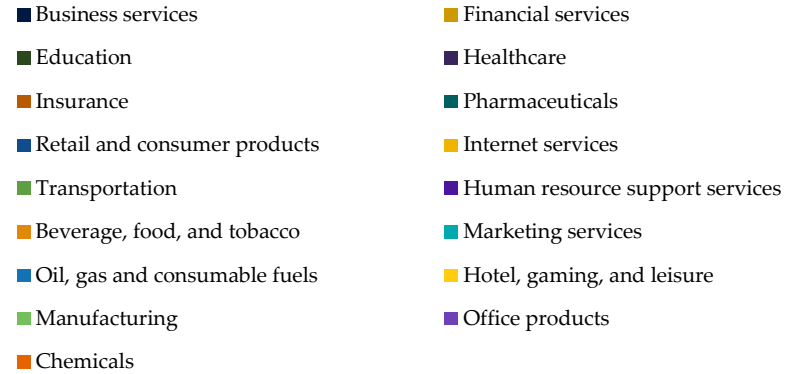 Business services
Financial services
Education
Healthcare
Insurance
Pharmaceuticals
Retail and consumer products
Internet services
Transportation
Human resource support services
Beverage, food, and tobacco
Marketing services
Oil, gas and consumable fuels
Hotel, gaming, and leisure
Manufacturing
Office products
Chemicals